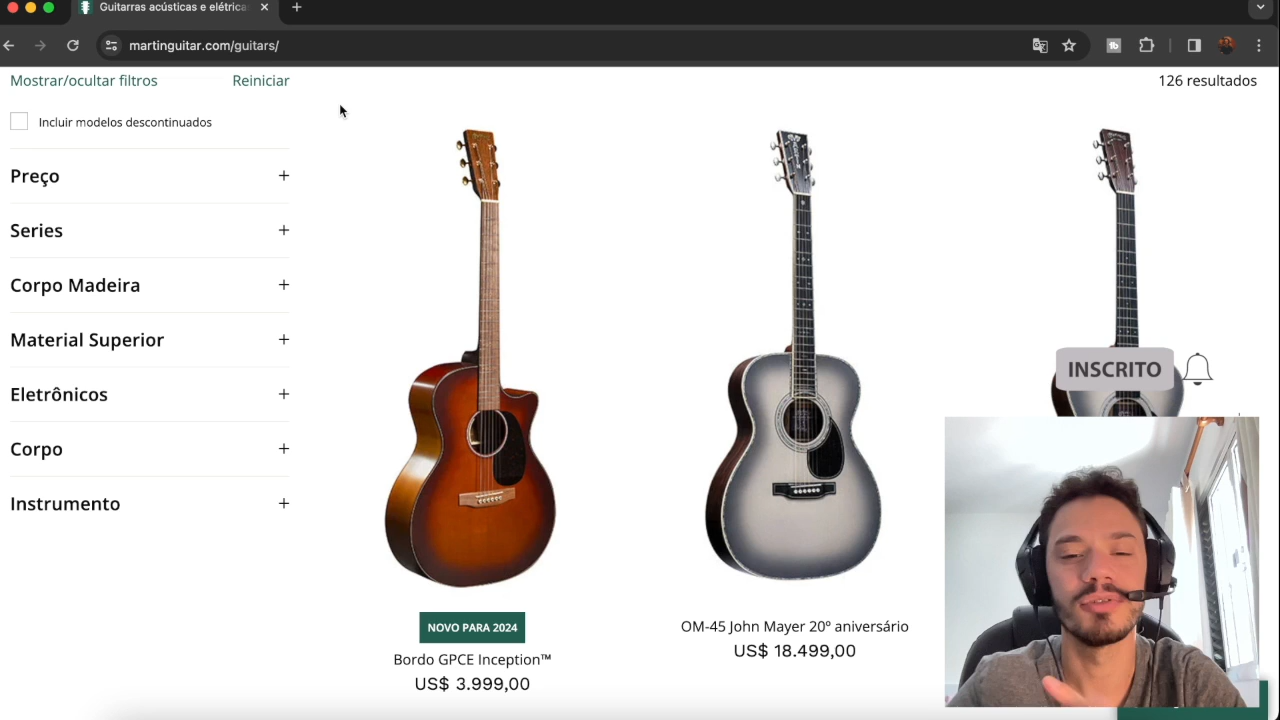 Guitarras acústicas e elétrica
martinguitar.com/guitars/
Mostrar/ocultar filtros
Reiniciar
126 resultados
Incluir modelos descontinuados
Preço
Series
Corpo Madeira
Material Superior
Eletrônicos
Corpo
Instrumento
INSCRITO
NOVO PARA 2024
Bordo GPCE Inception™
US$ 3.999,00
OM-45 John Mayer 20º aniversário
US$ 18.499,00